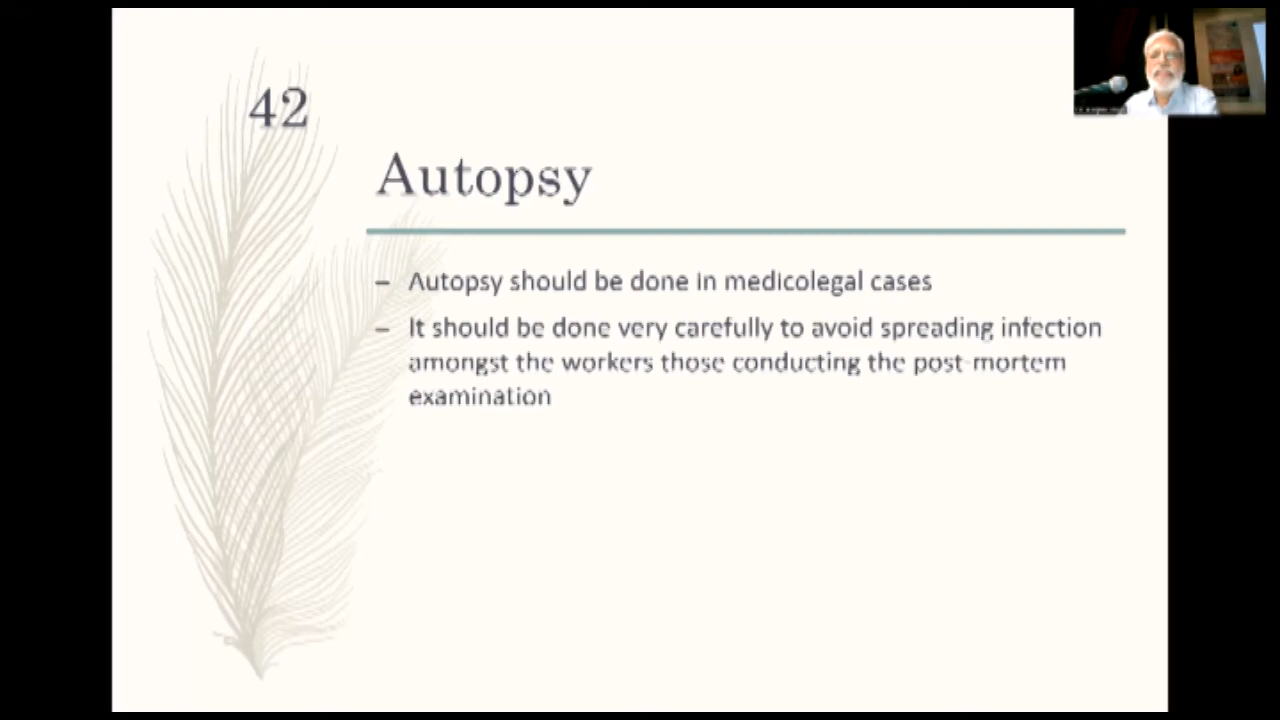 42
Autopsy
– Autopsy should be done in medicolegal cases
– It should be done very carefully to avoid spreading infection
amongst the workers those conducting the post-mortem
examination